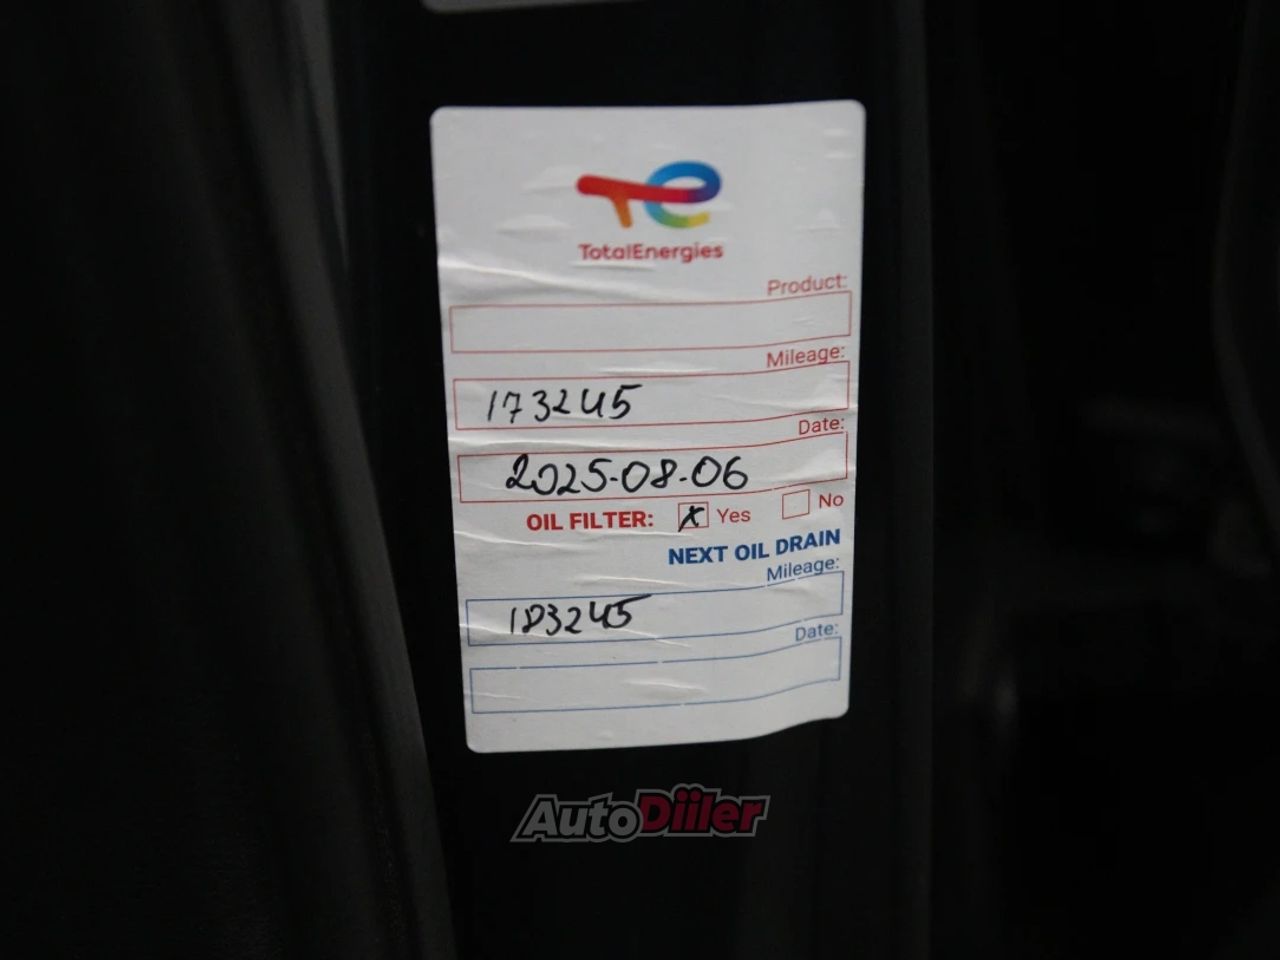 TotalEnergies
Product:
Mileage:
173245
Date:
2025-08-06
OIL FILTER: X Yes No
NEXT OIL DRAIN
Mileage:
183245
Date:
AutoDiiler